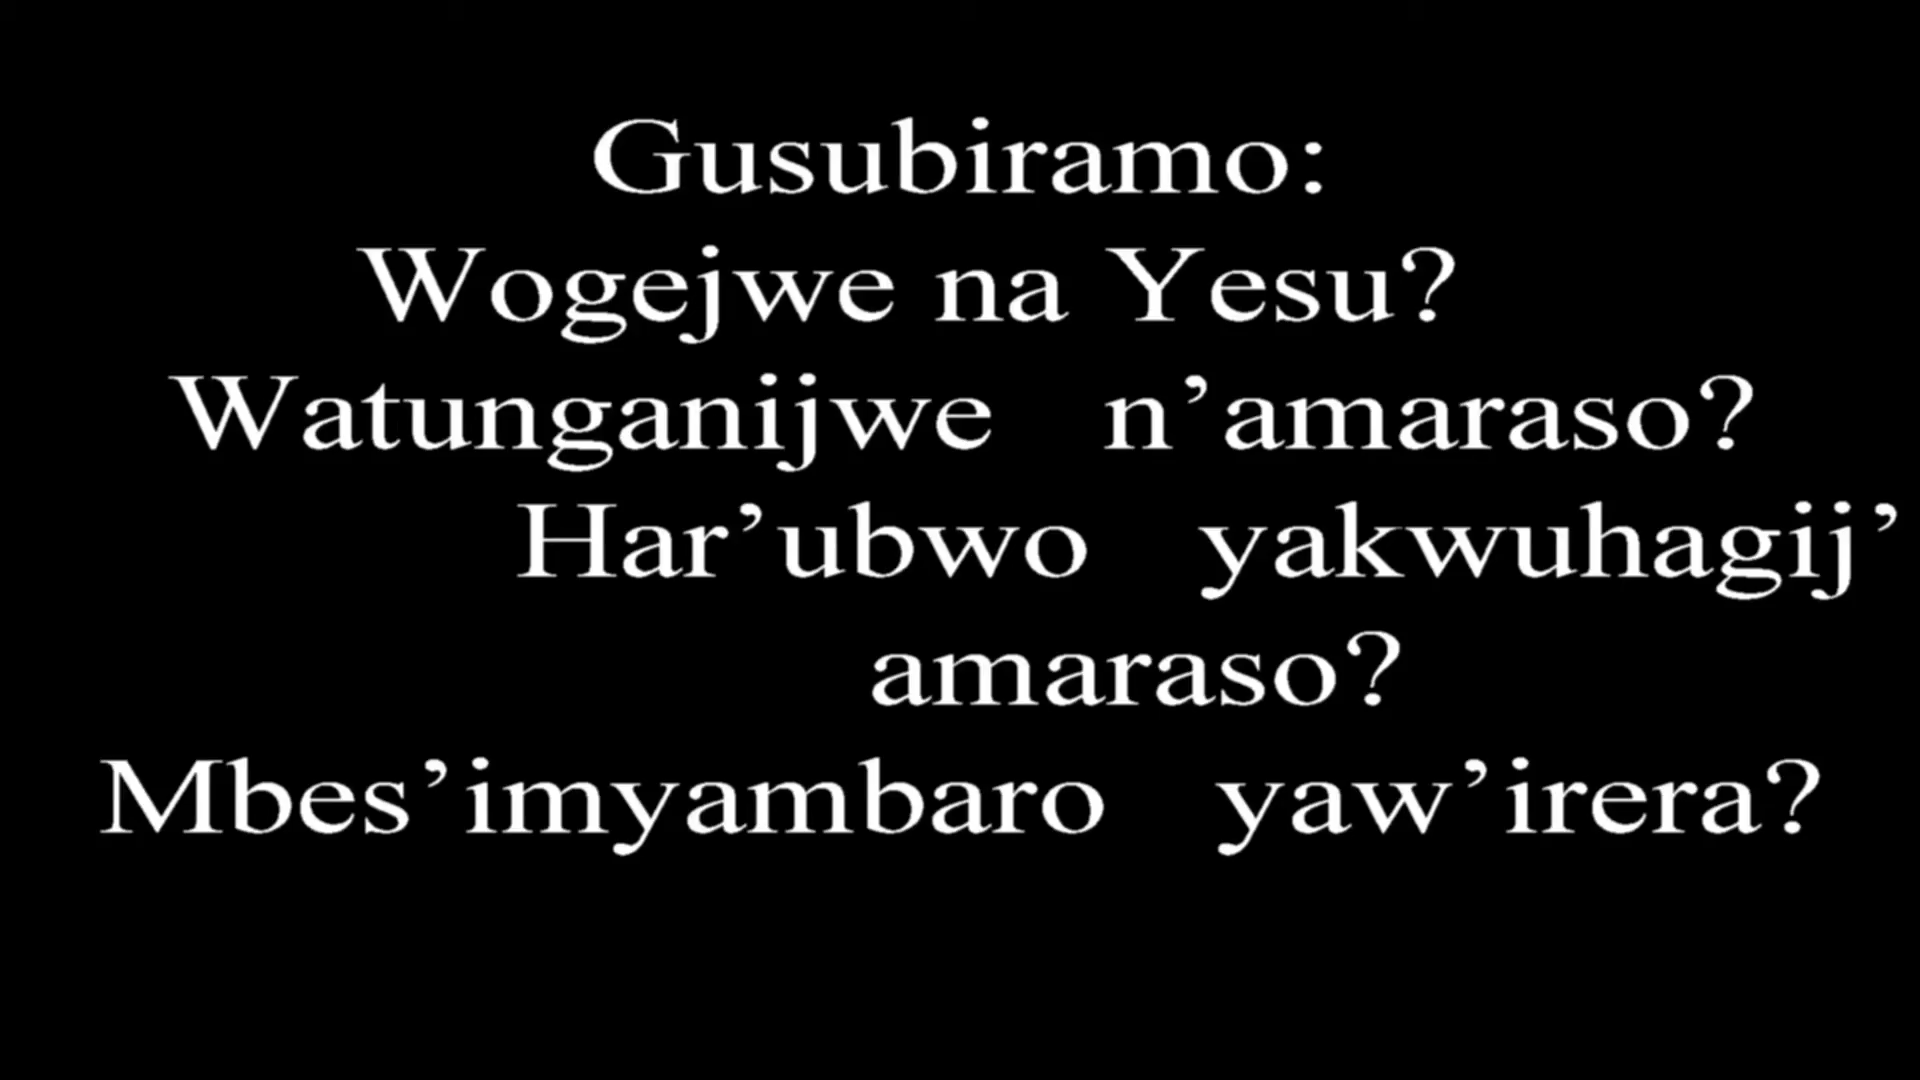 Gusubiramo:
Wogejwe na Yesu?
Watunganijwe n’amaraso?
Har’ubwo yakwuhagij’
amaraso?
Mbes’imyambaro yaw’irera?